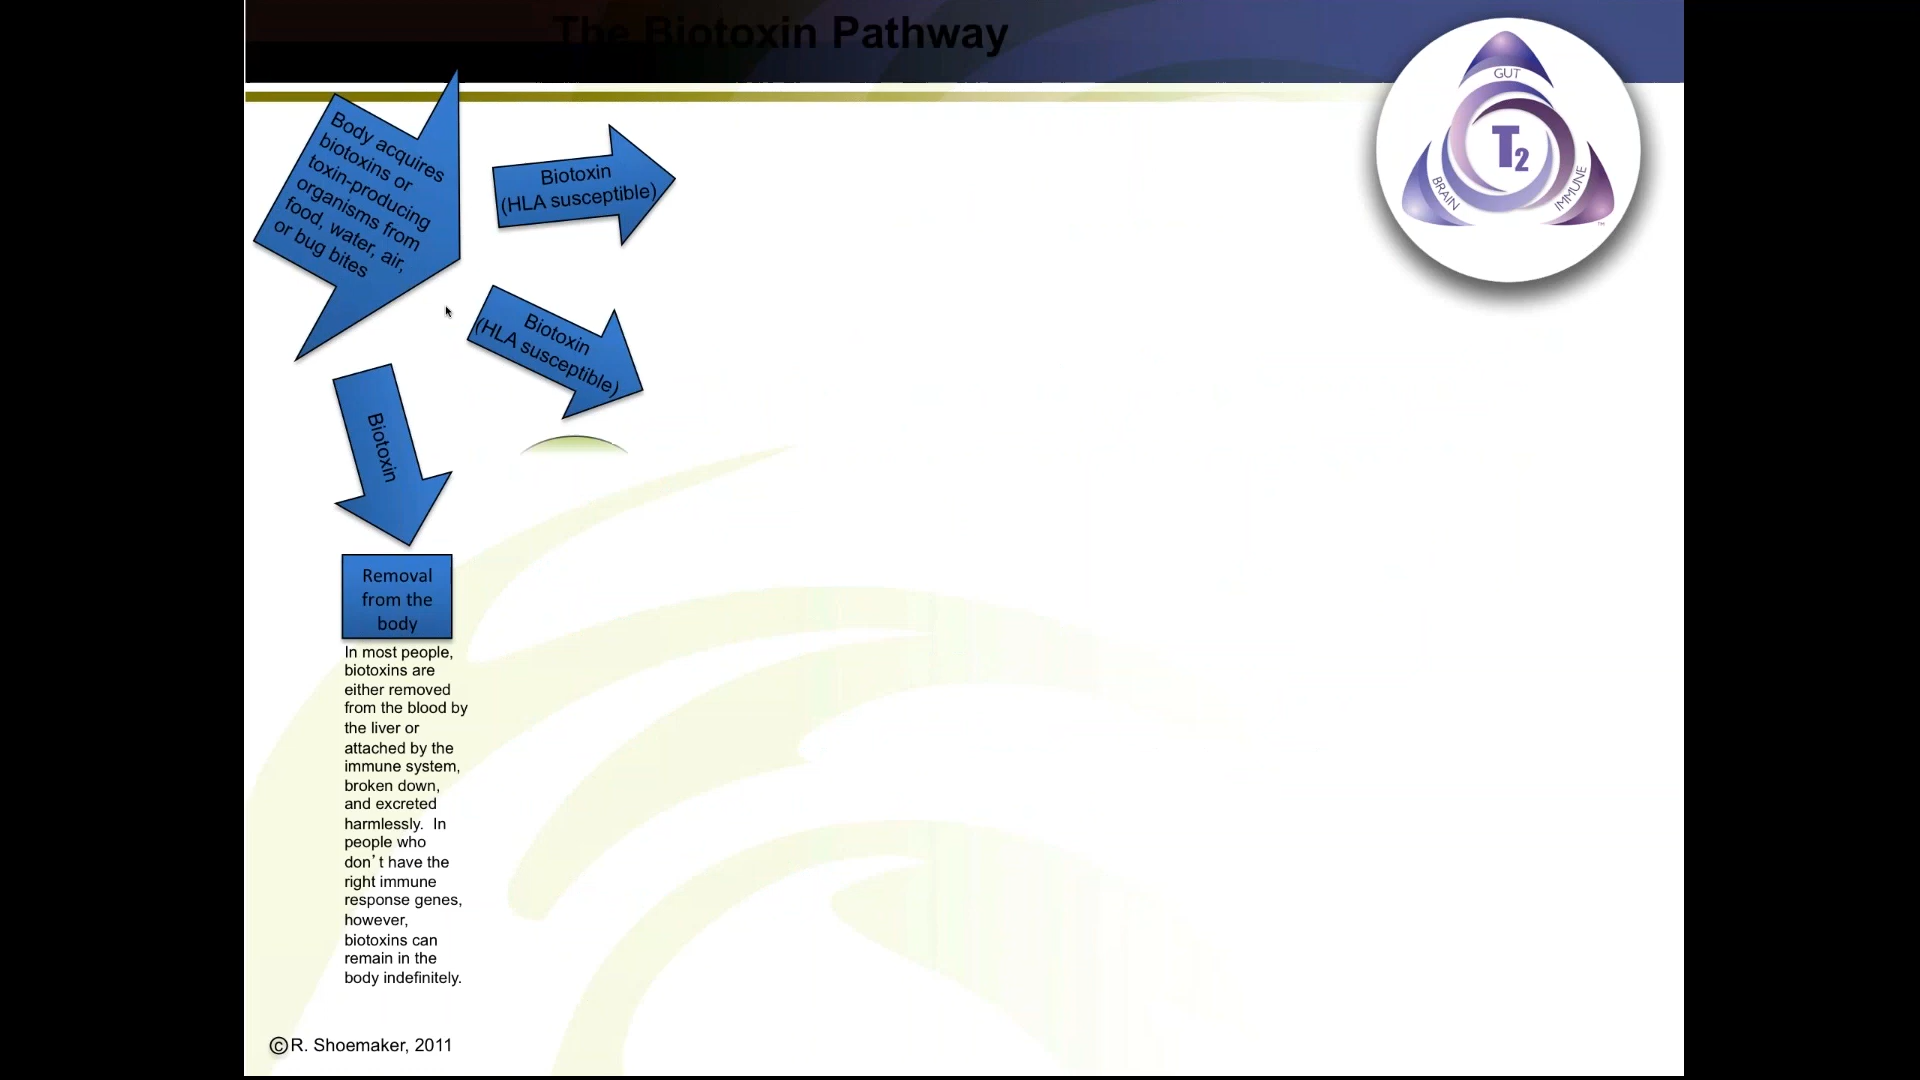 The Biotoxin Pathway
GUT
T2
BRAIN
IMMUNE
TM
Body acquires
biotoxins or
toxin-producing
organisms from
food, water, air,
or bug bites
Biotoxin
(HLA susceptible)
Biotoxin
(HLA susceptible)
Biotoxin
Removal
from the
body
In most people,
biotoxins are
either removed
from the blood by
the liver or
attached by the
immune system,
broken down,
and excreted
harmlessly. In
people who
don't have the
right immune
response genes,
however,
biotoxins can
remain in the
body indefinitely.
©R. Shoemaker, 2011